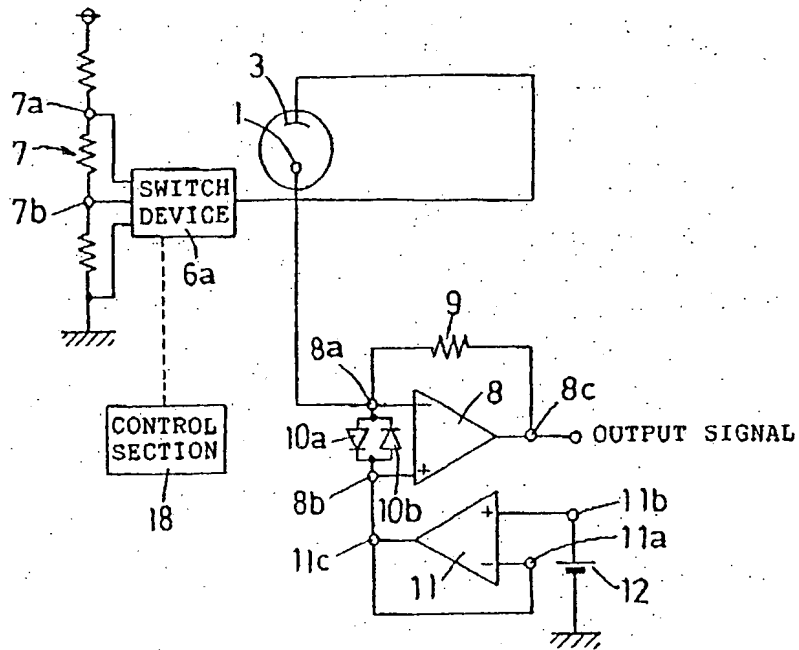 3
1
7a
7
7b
SWITCH
DEVICE
6a
9
8a
8
8c
10a
OUTPUT SIGNAL
CONTROL
SECTION
18
8b
10b
11b
11a
11c
11
12